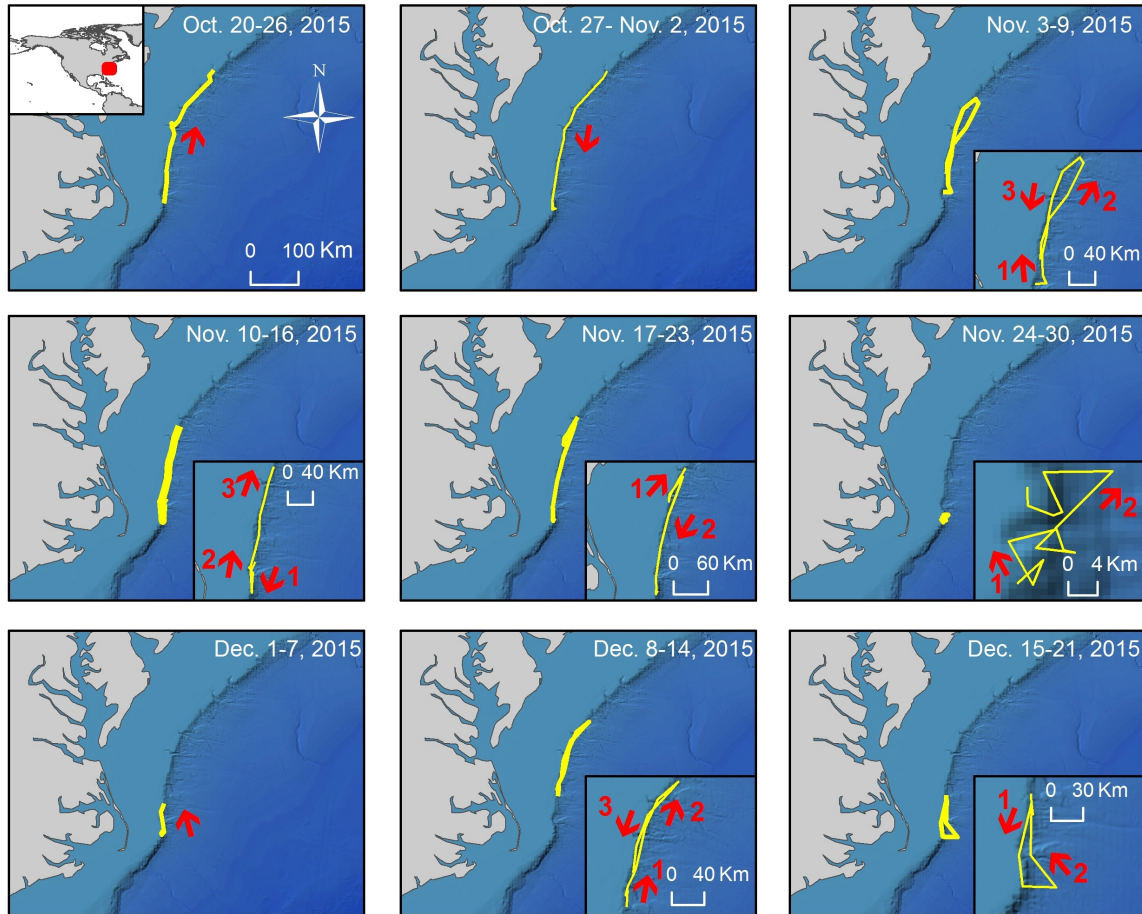 Oct. 20-26, 2015
N
0 100 Km
Oct. 27- Nov. 2, 2015
Nov. 3-9, 2015
3
2
1
0 40 Km
Nov. 10-16, 2015
0 40 Km
3
2
1
Nov. 17-23, 2015
1
2
0 60 Km
Nov. 24-30, 2015
2
1
0 4 Km
Dec. 1-7, 2015
Dec. 8-14, 2015
3
2
1
0 40 Km
Dec. 15-21, 2015
1
0 30 Km
2